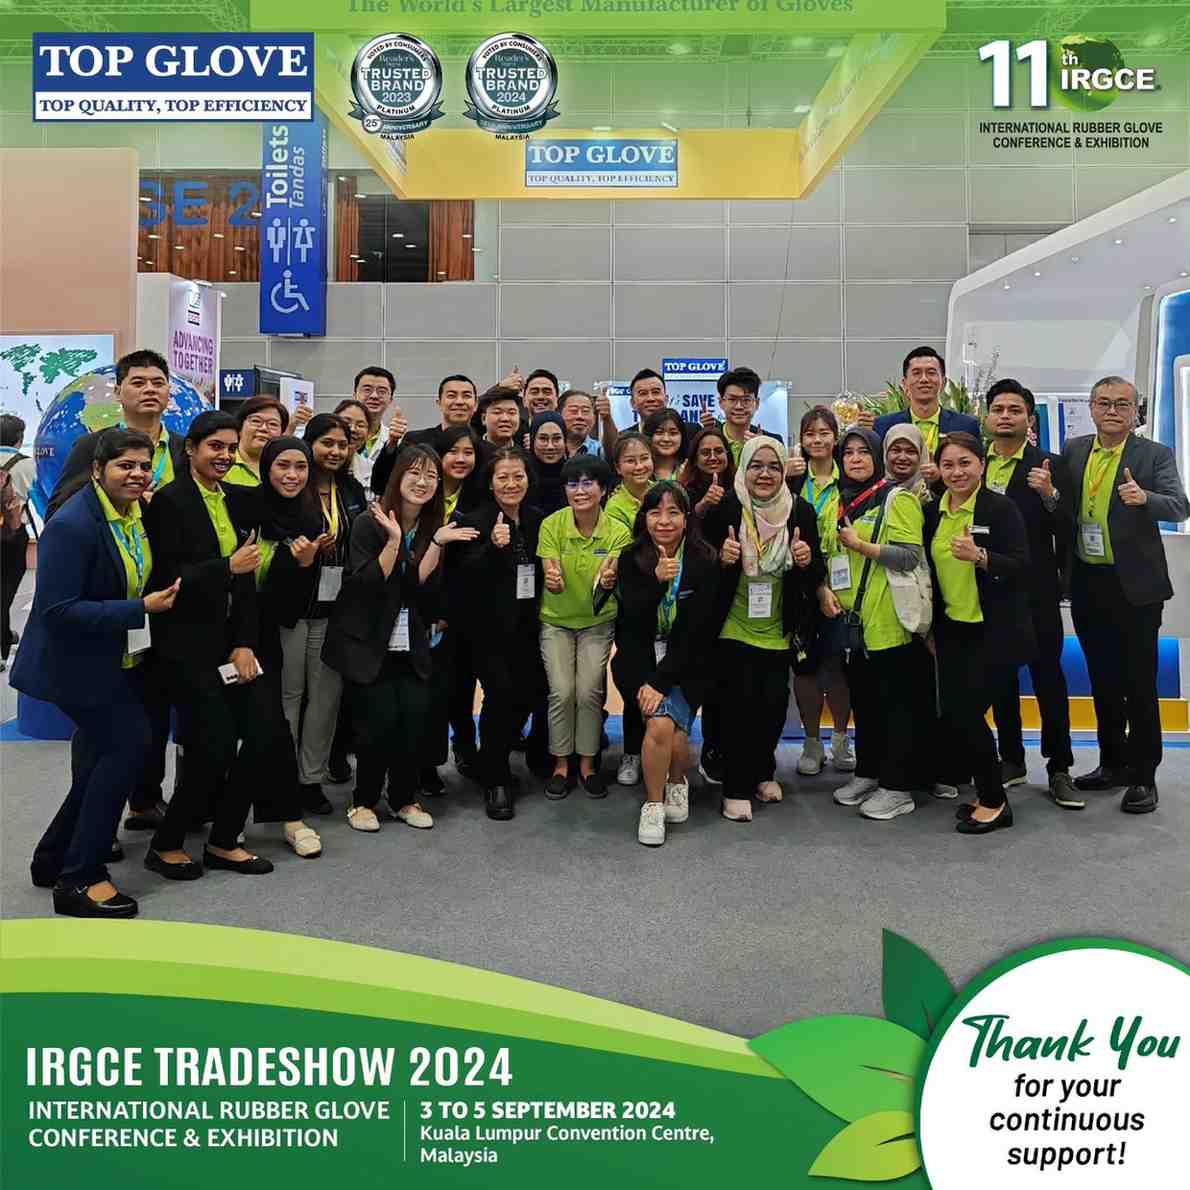 The World's Largest Manufacturer of Gloves
TOP GLOVE
TOP QUALITY, TOP EFFICIENCY
VOTED BY CONSUMERS
Reader's
Digest
TRUSTED
BRAND
2023
PLATINUM
25th ANNIVERSARY
MALAYSIA
VOTED BY CONSUMERS
Reader's
Digest
TRUSTED
BRAND
2024
PLATINUM
MALAYSIA
11th IRGCE
INTERNATIONAL RUBBER GLOVE
CONFERENCE & EXHIBITION
TOP GLOVE
TOP QUALITY, TOP EFFICIENCY
Toilets
Tandas
ADVANCING
TOGETHER
TOP GLOVE
SAVE
IRGCE TRADESHOW 2024
INTERNATIONAL RUBBER GLOVE
CONFERENCE & EXHIBITION
3 TO 5 SEPTEMBER 2024
Kuala Lumpur Convention Centre,
Malaysia
Thank You
for your
continuous
support!